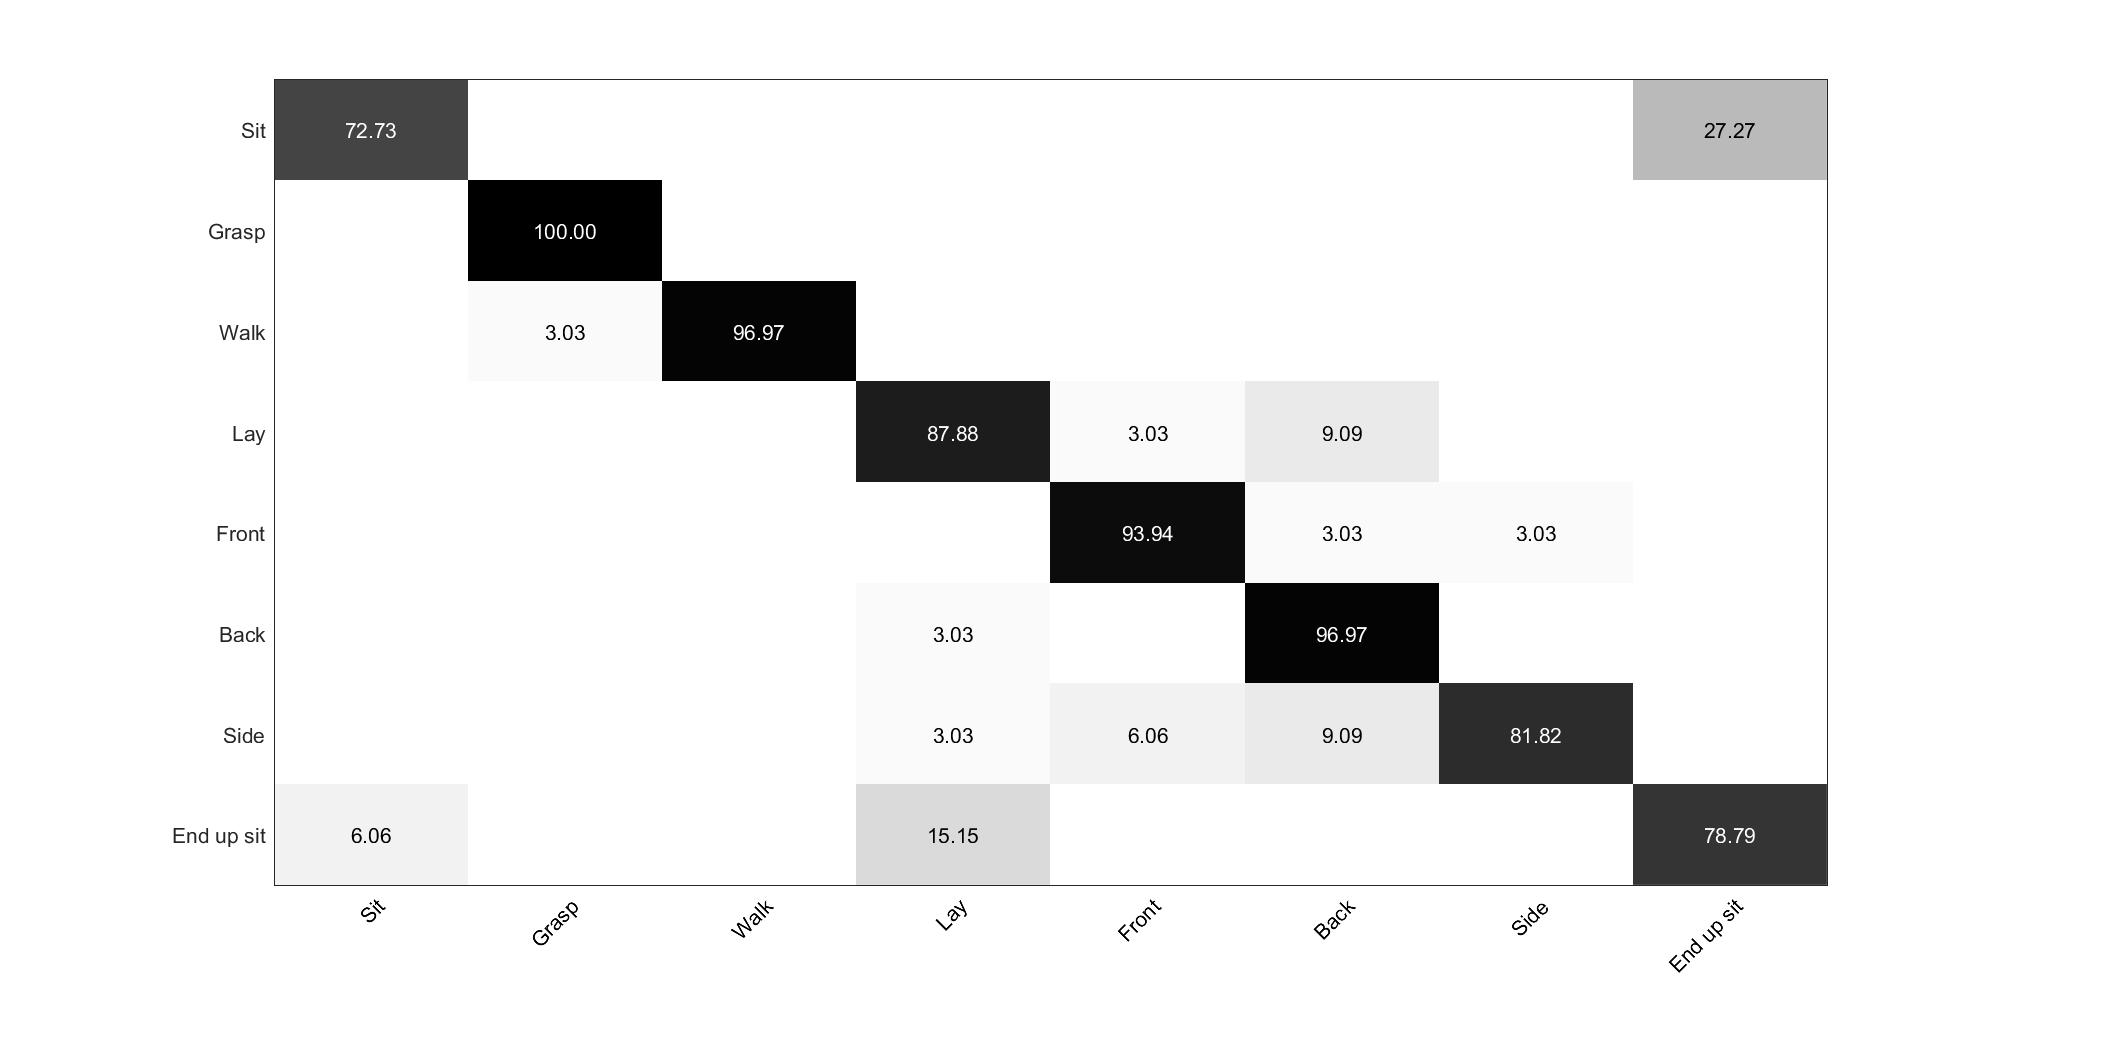 Sit 72.73 27.27
Grasp 100.00
Walk 3.03 96.97
Lay 87.88 3.03 9.09
Front 93.94 3.03 3.03
Back 3.03 96.97
Side 3.03 6.06 9.09 81.82
End up sit 6.06 15.15 78.79
Sit Grasp Walk Lay Front Back Side End up sit